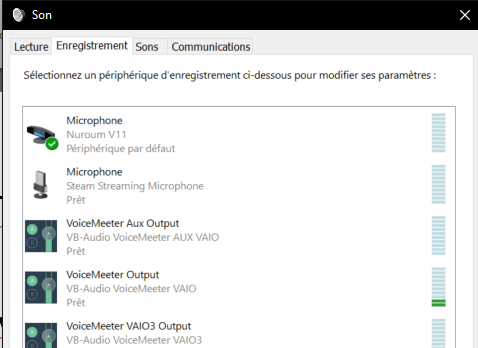 Son
Lecture Enregistrement Sons Communications
Sélectionnez un périphérique d'enregistrement ci-dessous pour modifier ses paramètres :
Microphone
Nuroum V11
Périphérique par défaut
Microphone
Steam Streaming Microphone
Prêt
VoiceMeeter Aux Output
VB-Audio VoiceMeeter AUX VAIO
Prêt
VoiceMeeter Output
VB-Audio VoiceMeeter VAIO
Prêt
VoiceMeeter VAIO3 Output
VB-Audio VoiceMeeter VAIO3